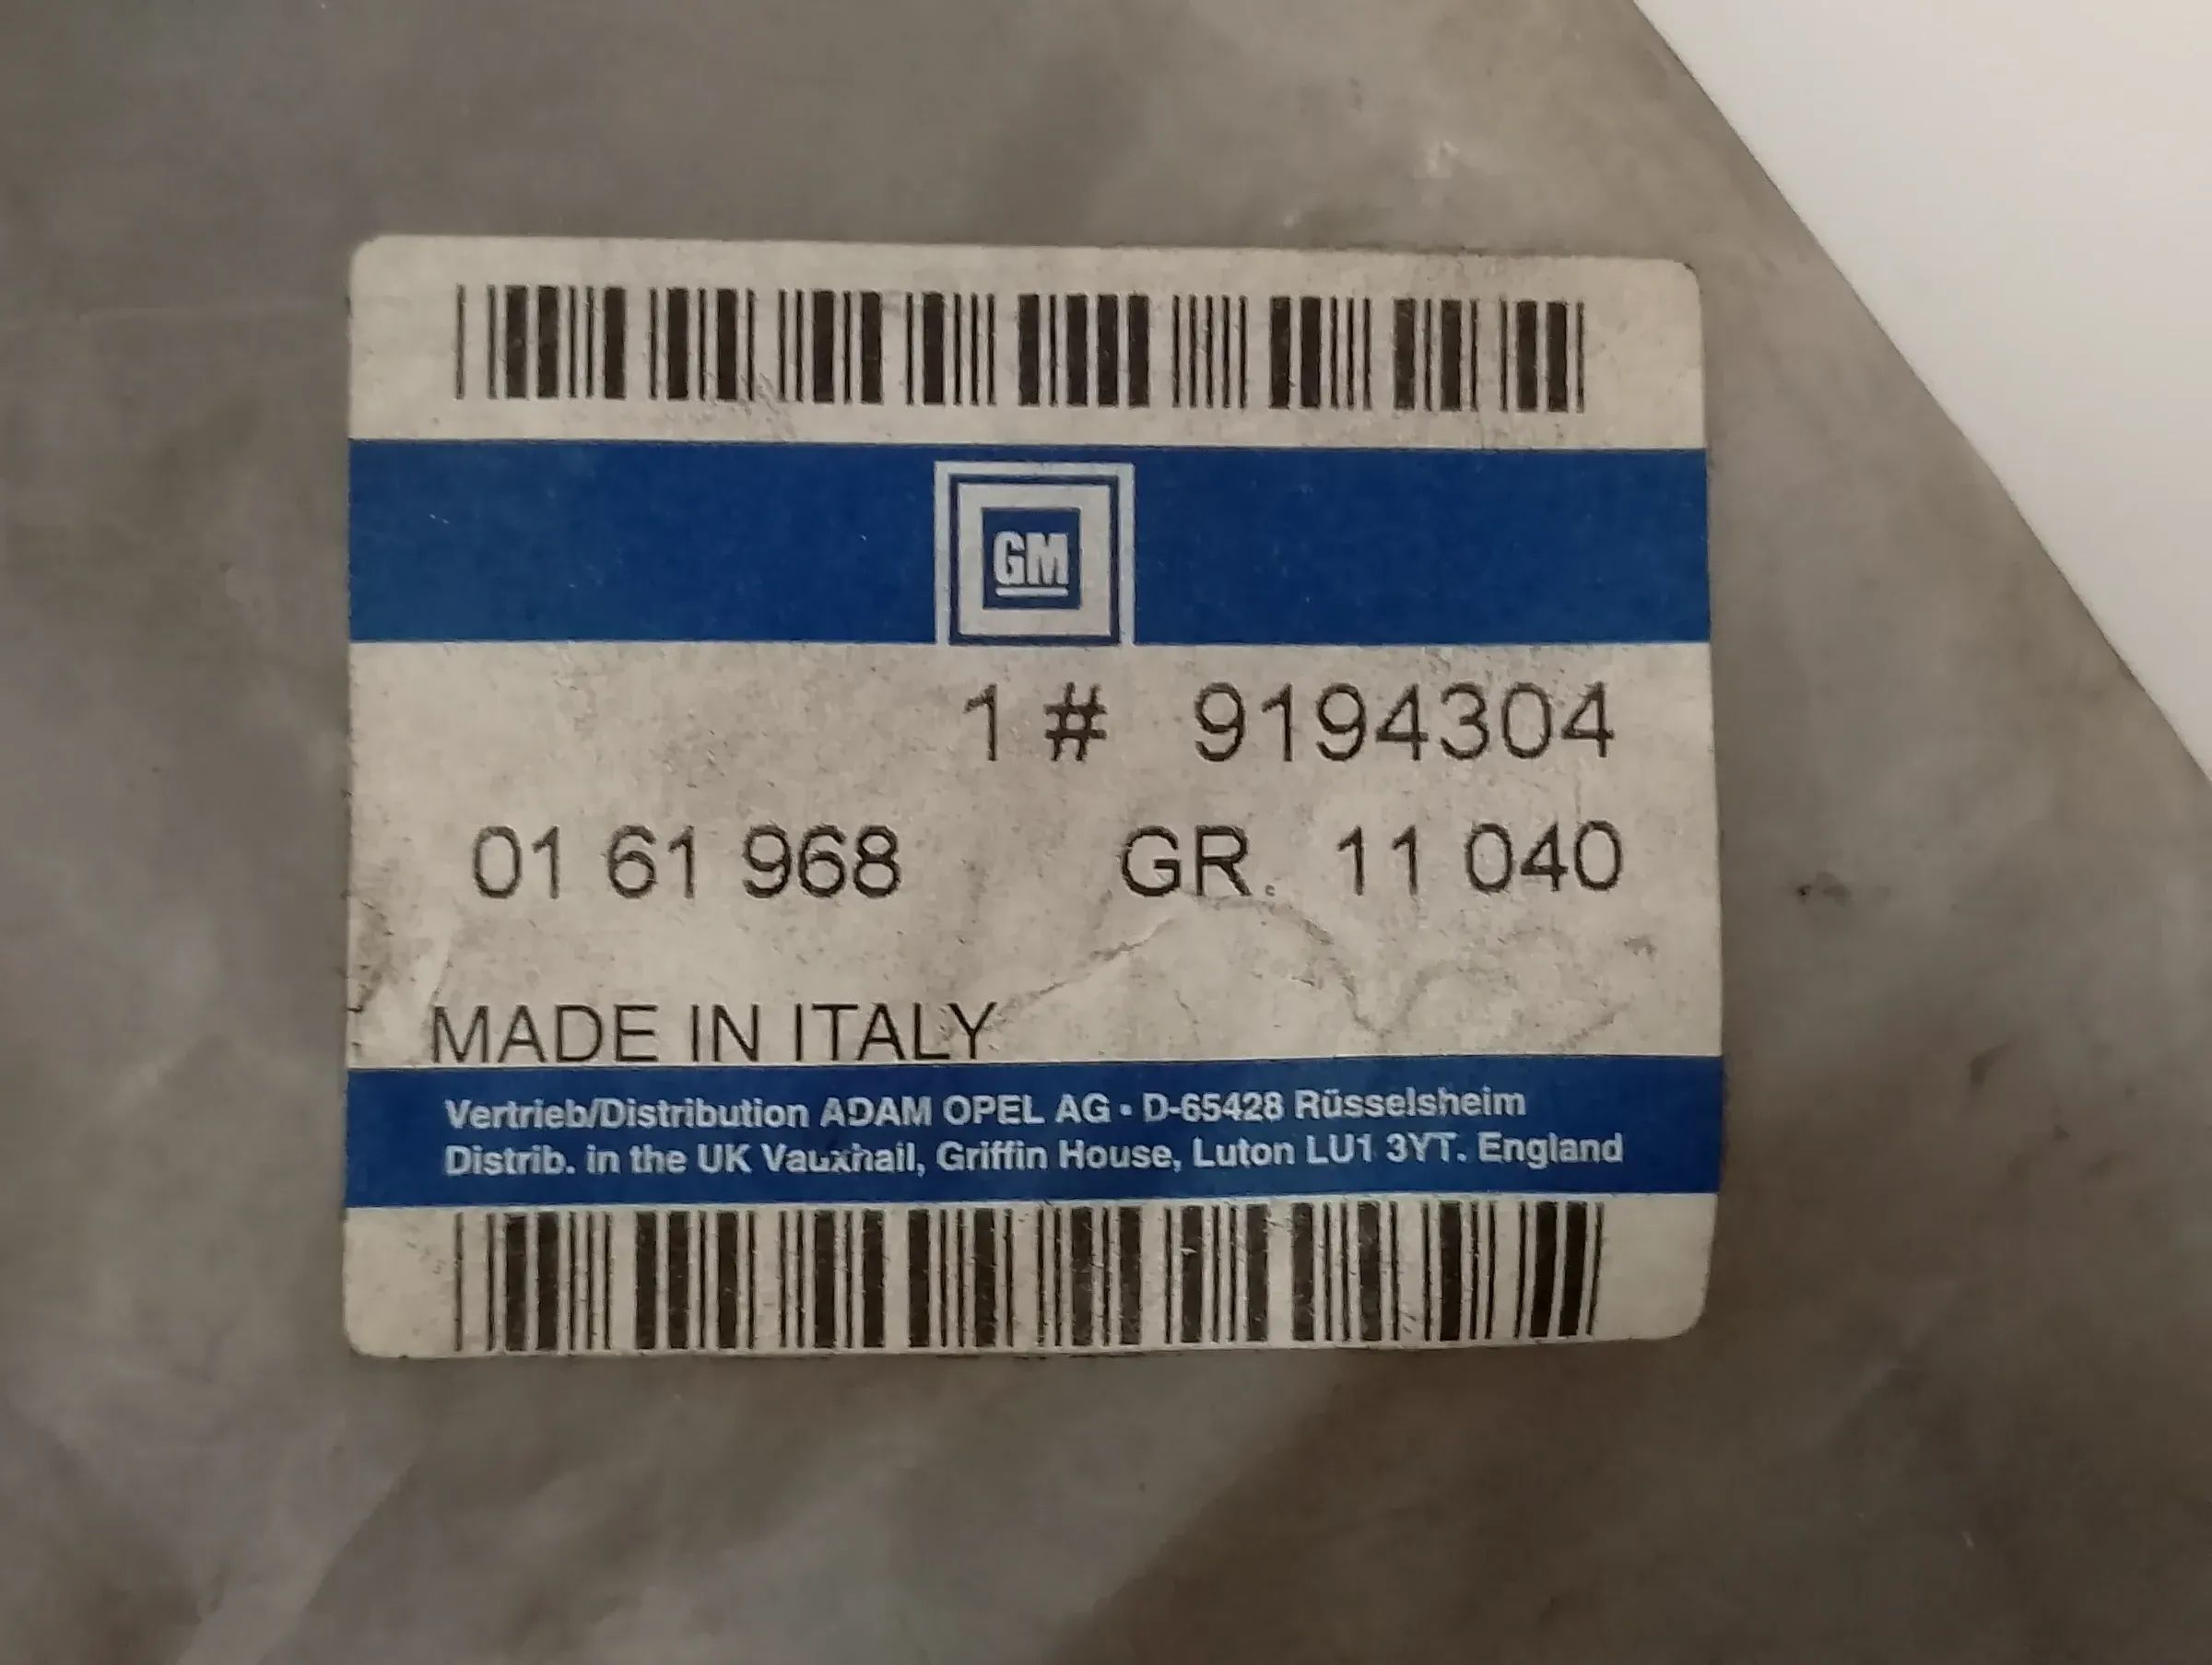 GM
1 # 9194304
01 61 968 GR. 11 040
MADE IN ITALY
Vertrieb/Distribution ADAM OPEL AG • D-65428 Rüsselsheim
Distrib. in the UK Vauxhall, Griffin House, Luton LU1 3YT. England